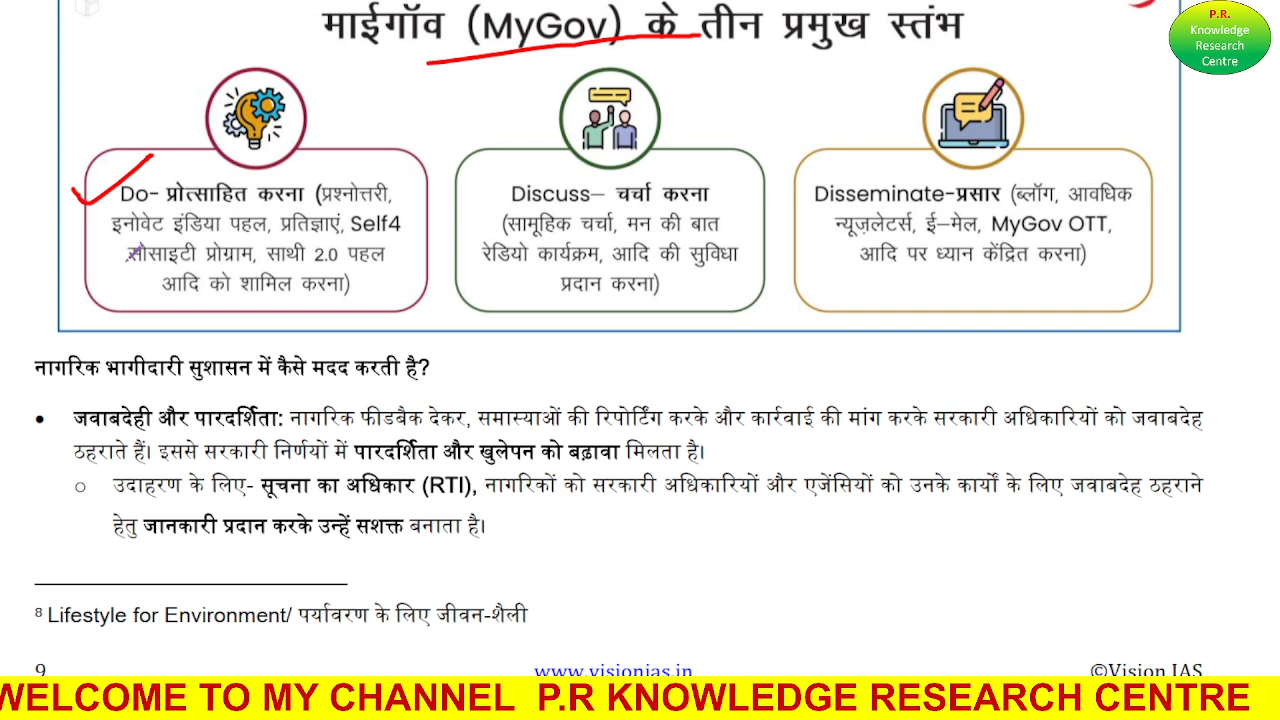 माईगॉव (MyGov) के तीन प्रमुख स्तंभ
P.R.
Knowledge
Research
Centre
Do- प्रोत्साहित करना (प्रश्नोत्तरी,
इनोवेट इंडिया पहल, प्रतिज्ञाएं, Self4
सोसाइटी प्रोग्राम, साथी 2.0 पहल
आदि को शामिल करना)
Discuss– चर्चा करना
(सामूहिक चर्चा, मन की बात
रेडियो कार्यक्रम, आदि की सुविधा
प्रदान करना)
Disseminate-प्रसार (ब्लॉग, आवधिक
न्यूज़लेटर्स, ई–मेल, MyGov OTT,
आदि पर ध्यान केंद्रित करना)
नागरिक भागीदारी सुशासन में कैसे मदद करती है?
• जवाबदेही और पारदर्शिता: नागरिक फीडबैक देकर, समास्याओं की रिपोर्टिंग करके और कार्रवाई की मांग करके सरकारी अधिकारियों को जवाबदेह
ठहराते हैं। इससे सरकारी निर्णयों में पारदर्शिता और खुलेपन को बढ़ावा मिलता है।
○ उदाहरण के लिए- सूचना का अधिकार (RTI), नागरिकों को सरकारी अधिकारियों और एजेंसियों को उनके कार्यों के लिए जवाबदेह ठहराने
हेतु जानकारी प्रदान करके उन्हें सशक्त बनाता है।
8 Lifestyle for Environment/ पर्यावरण के लिए जीवन-शैली
9 www.visionias.in ©Vision IAS
WELCOME TO MY CHANNEL P.R KNOWLEDGE RESEARCH CENTRE